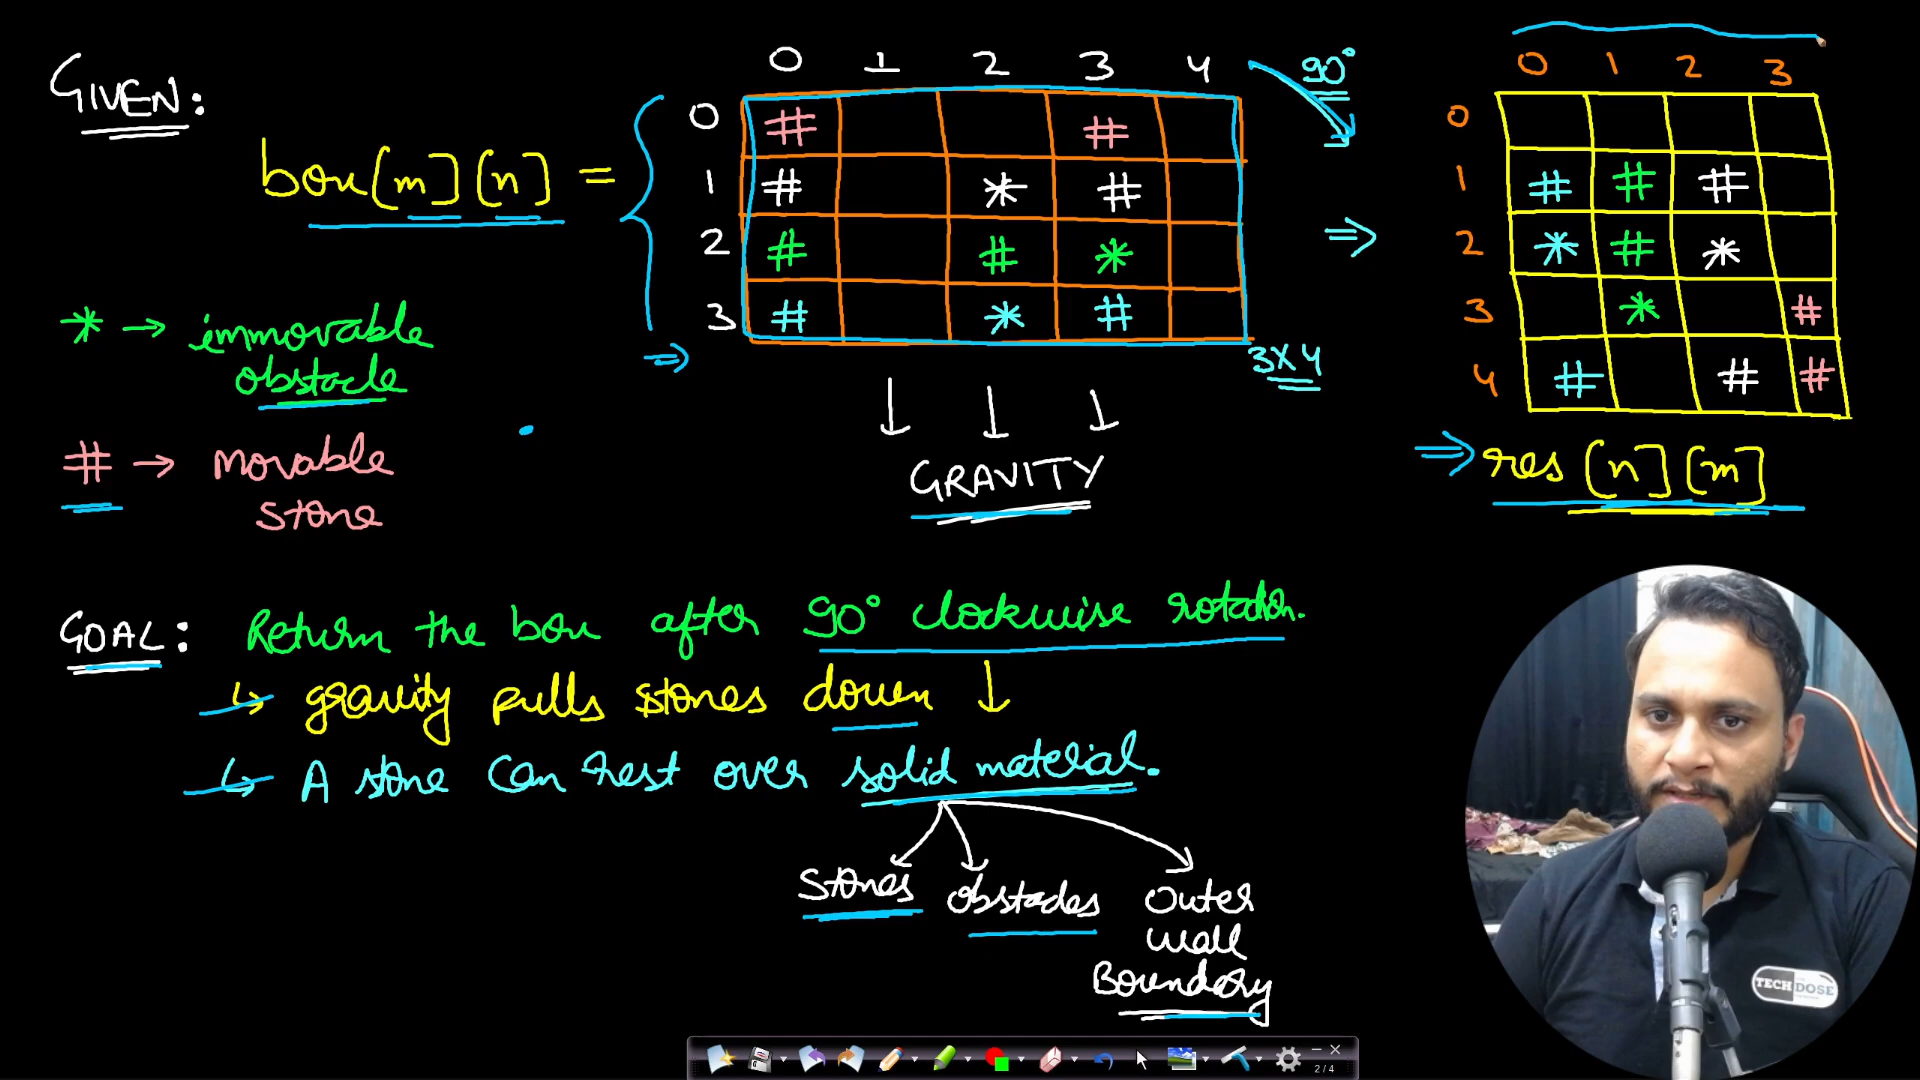 GIVEN:
box[m][n] =
0 1 2 3 4
0 # #
1 # * #
2 # # *
3 # * #
90°
⇒
⇒
3X4
0 1 2 3
0
1 # # #
2 * # *
3 * #
4 # # #
⇒ res[n][m]
* → immovable
obstacle
# → movable
stone
↓ ↓ ↓
GRAVITY
GOAL: Return the box after 90° clockwise rotation.
↳ gravity pulls stones down ↓
↳ A stone can rest over solid material.
stones obstacles outer
wall
Boundary
TECH DOSE
2/4